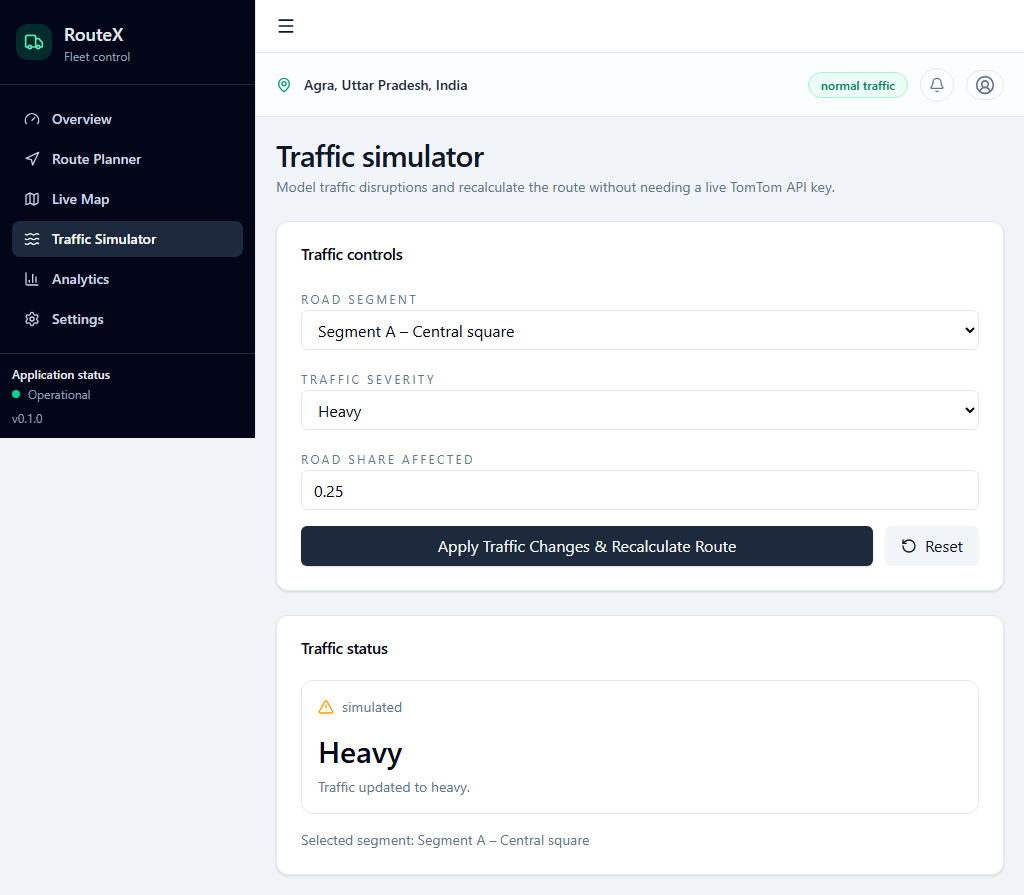 RouteX
Fleet control
Overview
Route Planner
Live Map
Traffic Simulator
Analytics
Settings
Application status
Operational
v0.1.0
Agra, Uttar Pradesh, India
normal traffic
Traffic simulator
Model traffic disruptions and recalculate the route without needing a live TomTom API key.
Traffic controls
ROAD SEGMENT
Segment A – Central square
TRAFFIC SEVERITY
Heavy
ROAD SHARE AFFECTED
0.25
Apply Traffic Changes & Recalculate Route
Reset
Traffic status
simulated
Heavy
Traffic updated to heavy.
Selected segment: Segment A – Central square